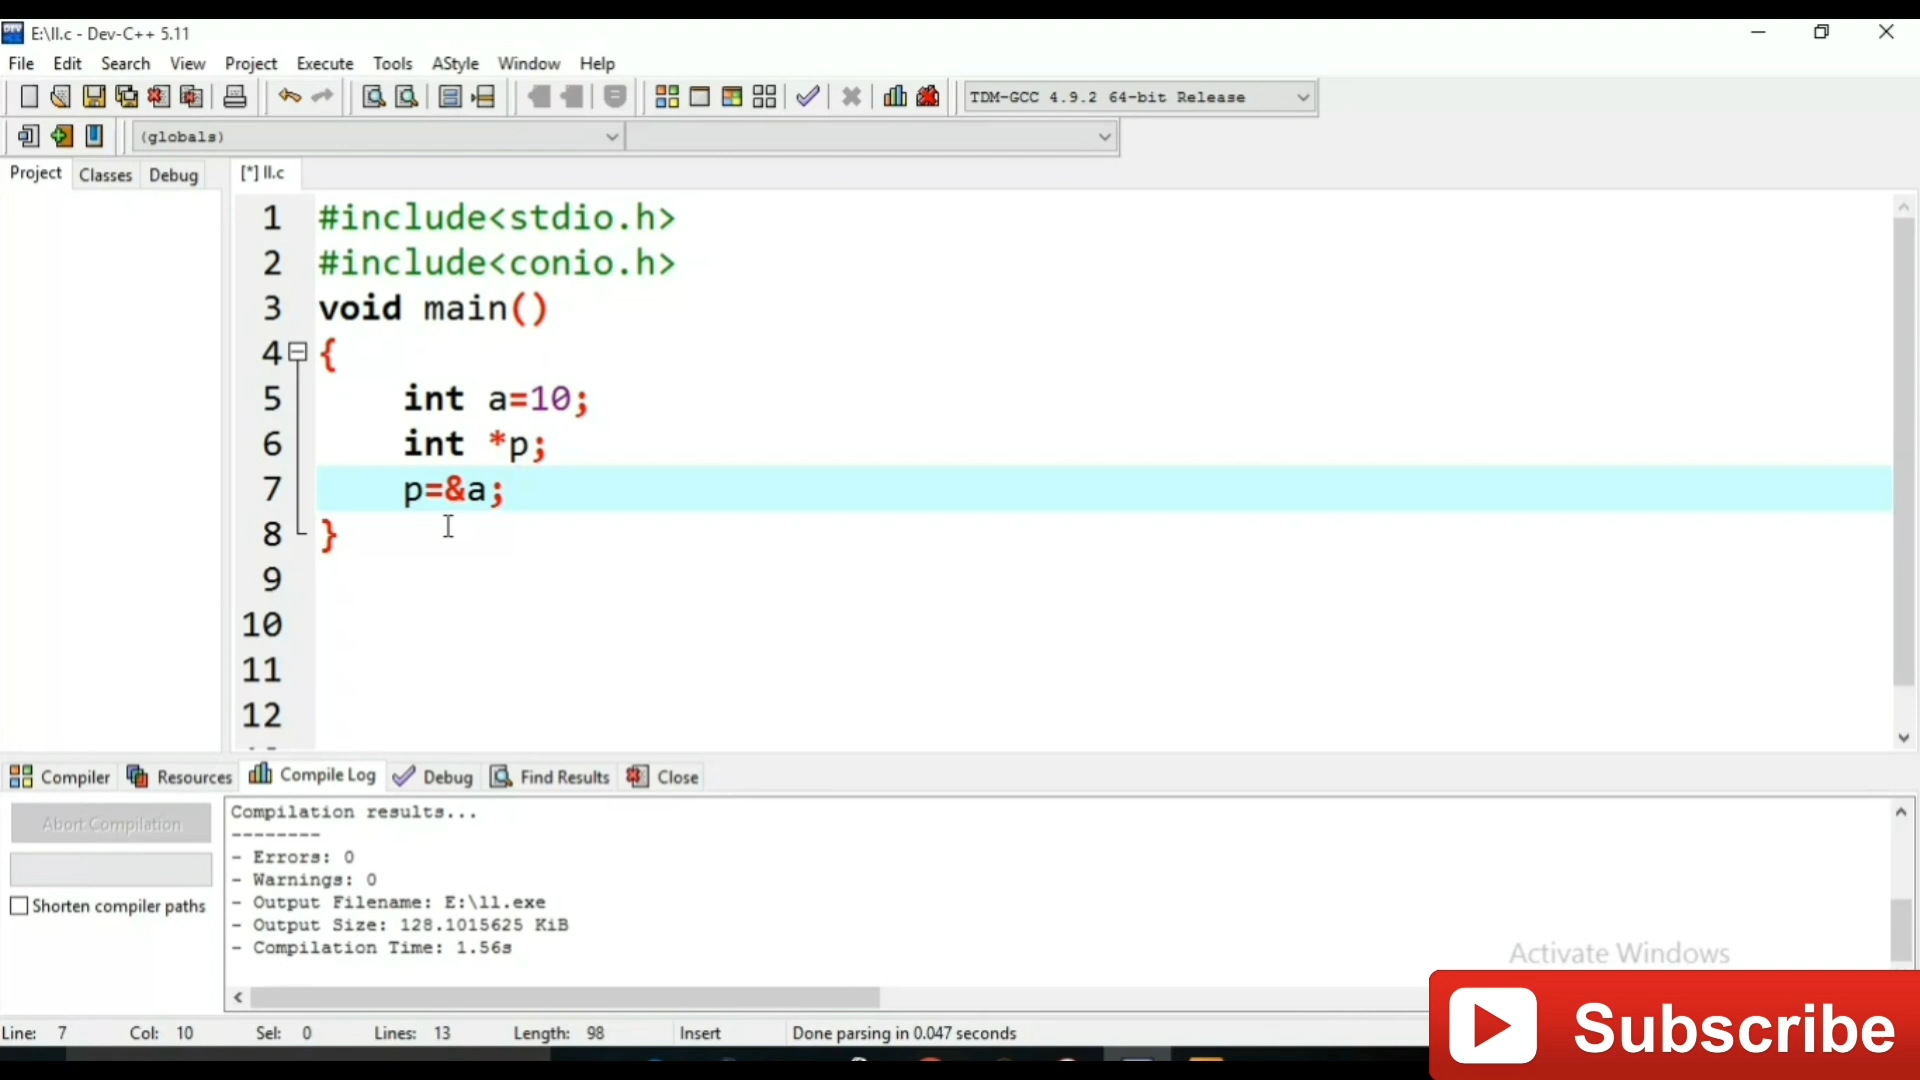 E:\ll.c - Dev-C++ 5.11
File Edit Search View Project Execute Tools AStyle Window Help
TDM-GCC 4.9.2 64-bit Release
(globals)
Project Classes Debug [*] ll.c
1 #include<stdio.h>
2 #include<conio.h>
3 void main()
4 {
5 int a=10;
6 int *p;
7 p=&a;
8 }
9
10
11
12
Compiler Resources Compile Log Debug Find Results Close
Abort Compilation
Shorten compiler paths
Compilation results...
--------
- Errors: 0
- Warnings: 0
- Output Filename: E:\ll.exe
- Output Size: 128.1015625 KiB
- Compilation Time: 1.56s
Activate Windows
Subscribe
Line: 7 Col: 10 Sel: 0 Lines: 13 Length: 98 Insert Done parsing in 0.047 seconds